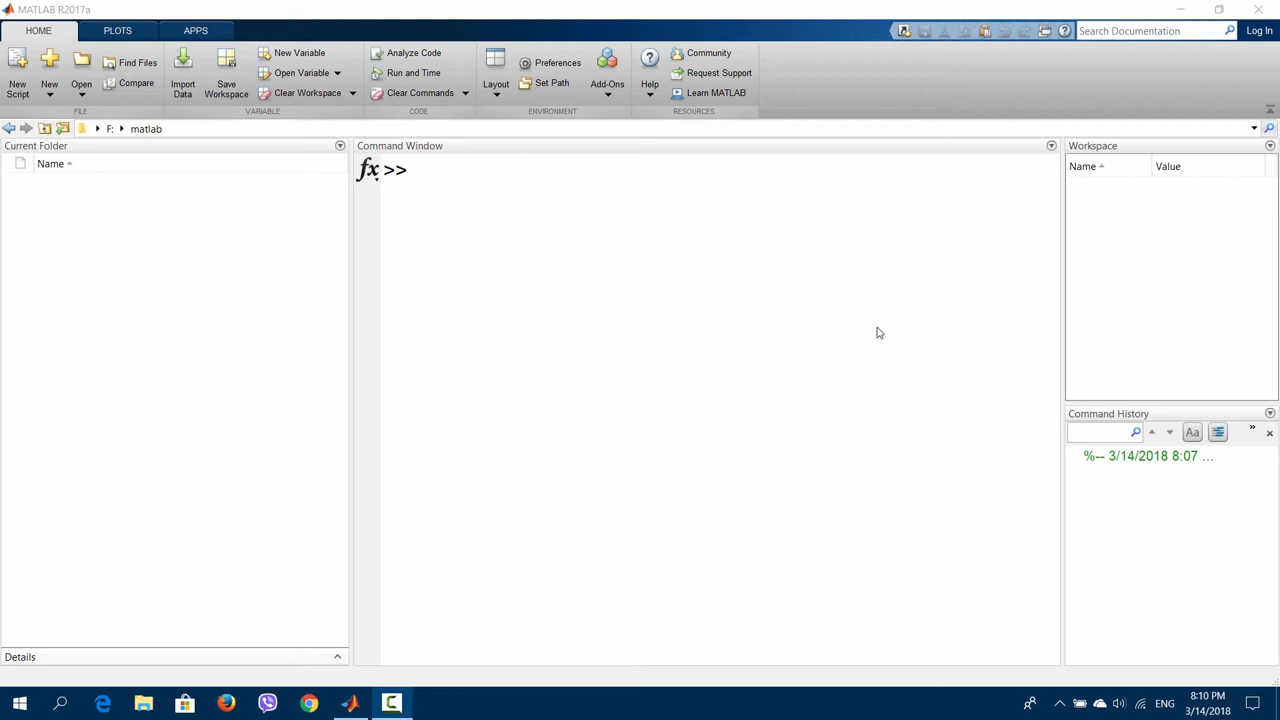 MATLAB R2017a
HOME PLOTS APPS
Search Documentation
Log In
New Script
New
Open
Find Files
Compare
Import Data
Save Workspace
New Variable
Open Variable
Clear Workspace
Analyze Code
Run and Time
Clear Commands
Layout
Preferences
Set Path
Add-Ons
Help
Community
Request Support
Learn MATLAB
FILE VARIABLE CODE ENVIRONMENT RESOURCES
F: matlab
Current Folder
Name
Command Window
fx >>
Workspace
Name Value
Command History
Aa
%-- 3/14/2018 8:07 ...
Details
ENG
8:10 PM
3/14/2018